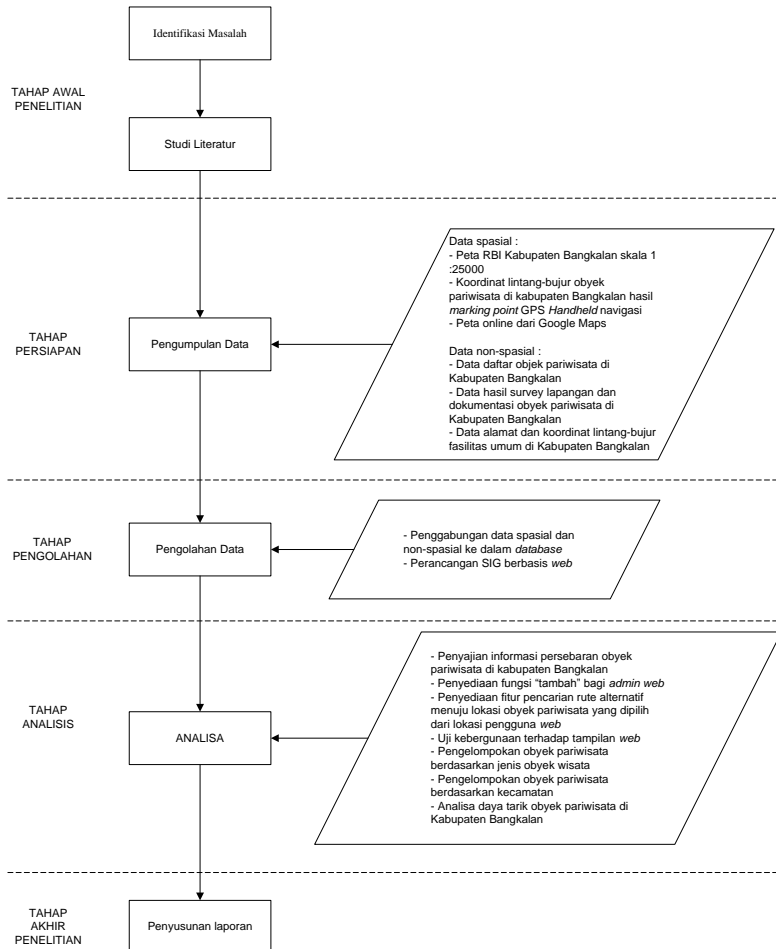 Identifikasi Masalah
TAHAP AWAL
PENELITIAN
Studi Literatur
Data spasial :
- Peta RBI Kabupaten Bangkalan skala 1
:25000
- Koordinat lintang-bujur obyek
pariwisata di kabupaten Bangkalan hasil
marking point GPS Handheld navigasi
- Peta online dari Google Maps
Data non-spasial :
- Data daftar objek pariwisata di
Kabupaten Bangkalan
- Data hasil survey lapangan dan
dokumentasi obyek pariwisata di
Kabupaten Bangkalan
- Data alamat dan koordinat lintang-bujur
fasilitas umum di Kabupaten Bangkalan
TAHAP
PERSIAPAN
Pengumpulan Data
TAHAP
PENGOLAHAN
Pengolahan Data
- Penggabungan data spasial dan
non-spasial ke dalam database
- Perancangan SIG berbasis web
TAHAP
ANALISIS
ANALISA
- Penyajian informasi persebaran obyek
pariwisata di kabupaten Bangkalan
- Penyediaan fungsi “tambah” bagi admin web
- Penyediaan fitur pencarian rute alternatif
menuju lokasi obyek pariwisata yang dipilih
dari lokasi pengguna web
- Uji kebergunaan terhadap tampilan web
- Pengelompokan obyek pariwisata
berdasarkan jenis obyek wisata
- Pengelompokan obyek pariwisata
berdasarkan kecamatan
- Analisa daya tarik obyek pariwisata di
Kabupaten Bangkalan
TAHAP
AKHIR
PENELITIAN
Penyusunan laporan